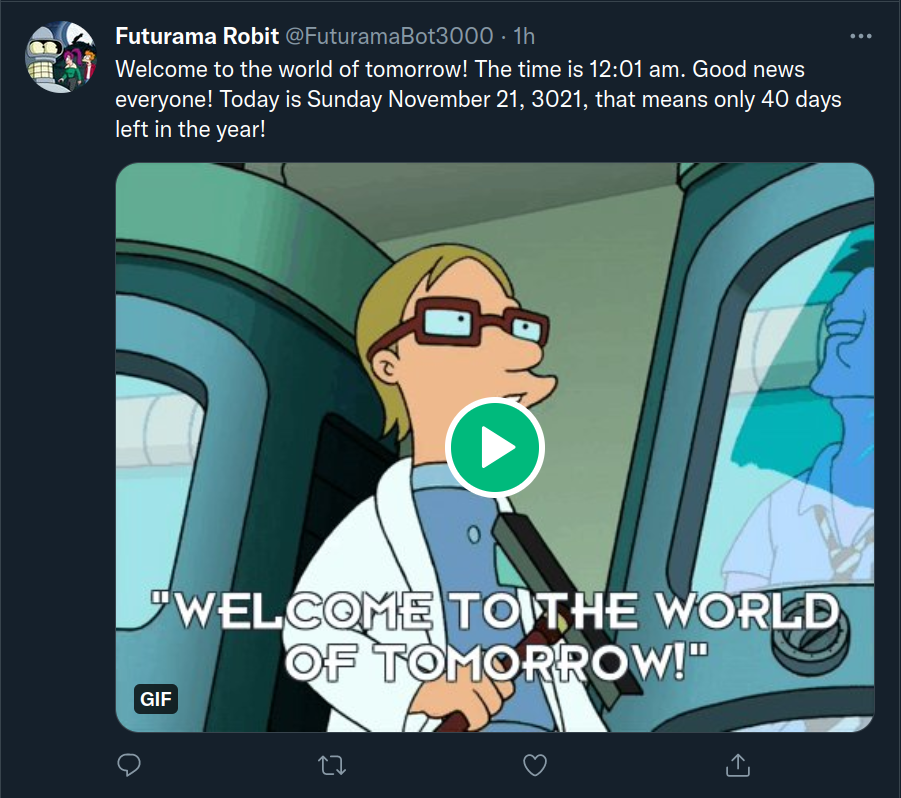 Futurama Robit @FuturamaBot3000 · 1h
Welcome to the world of tomorrow! The time is 12:01 am. Good news
everyone! Today is Sunday November 21, 3021, that means only 40 days
left in the year!
"WELCOME TO THE WORLD
OF TOMORROW!"
GIF